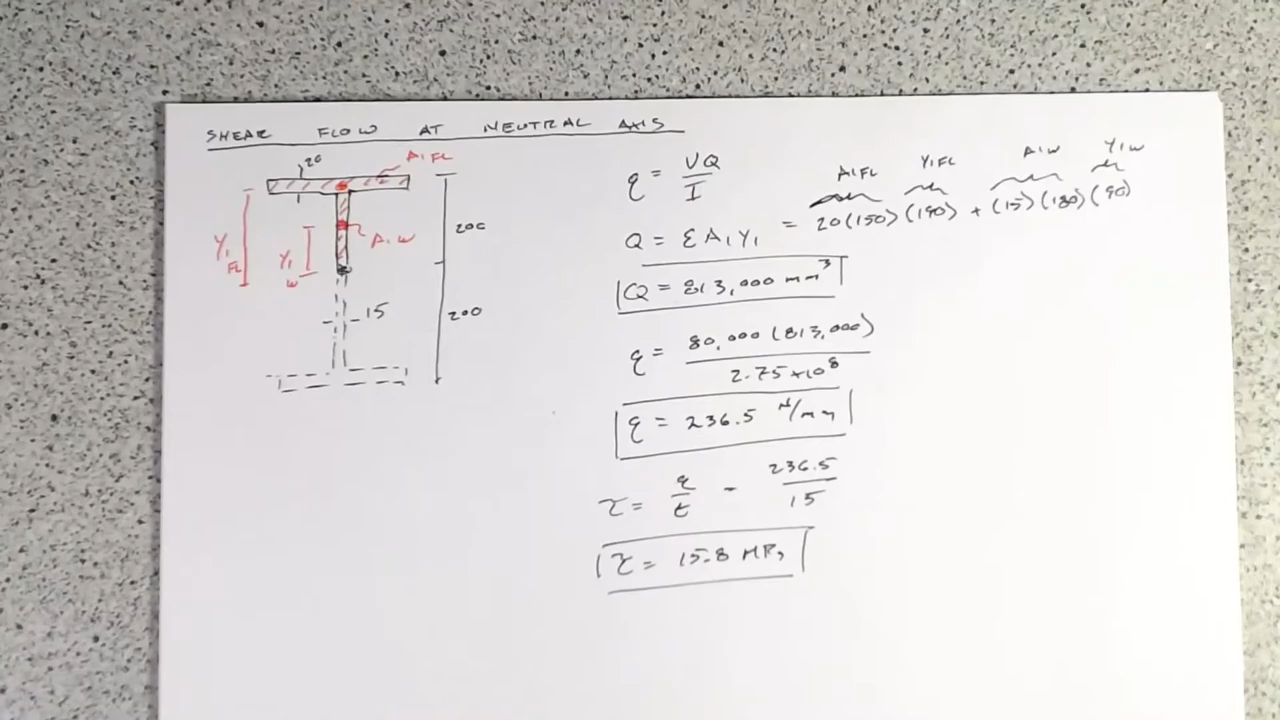 SHEAR FLOW AT NEUTRAL AXIS
20
A1FL
200
Y1 FL
Y1 W
A1W
15
200
q = VQ / I
A1FL Y1FL A1W Y1W
Q = ΣA1Y1 = 20(150)(190) + (15)(180)(90)
Q = 813,000 mm³
q = 80,000 (813,000) / 2.75×10⁸
q = 236.5 N/mm
τ = q / t - 236.5 / 15
τ = 15.8 MPa